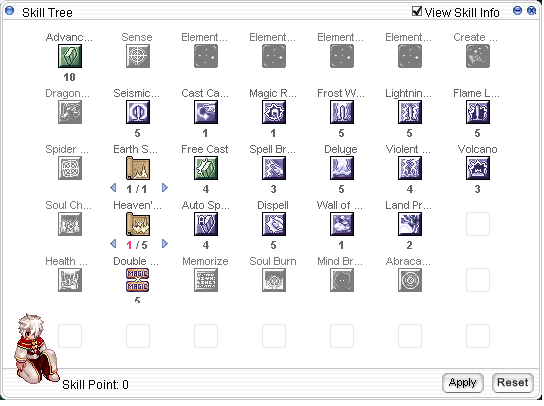 Skill Tree
View Skill Info
Advanc... Sense Element... Element... Element... Element... Create ...
10
Dragon... Seismic... Cast Ca... Magic R... Frost W... Lightnin... Flame L...
5 1 1 5 5 5
Spider ... Earth S... Free Cast Spell Br... Deluge Violent ... Volcano
1 / 1 4 3 5 4 3
Soul Ch... Heaven'... Auto Sp... Dispell Wall of ... Land Pr...
1 / 5 4 5 1 2
Health ... Double ... Memorize Soul Burn Mind Br... Abraca...
MAGIC
MAGIC
5
Skill Point: 0
Apply Reset